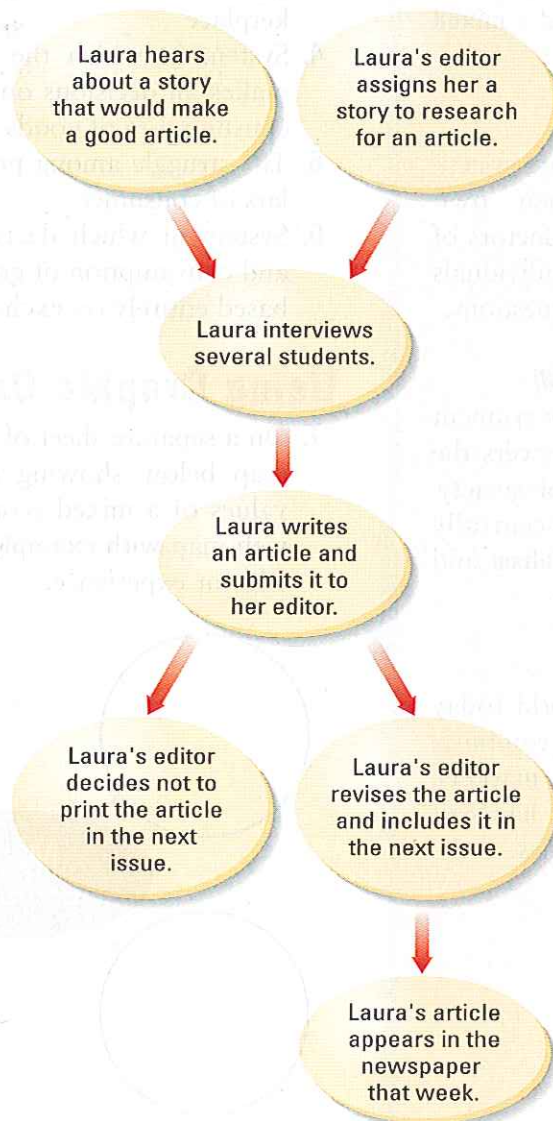 Laura hears
about a story
that would make
a good article.
Laura's editor
assigns her a
story to research
for an article.
Laura interviews
several students.
Laura writes
an article and
submits it to
her editor.
Laura's editor
decides not to
print the article
in the next
issue.
Laura's editor
revises the article
and includes it in
the next issue.
Laura's article
appears in the
newspaper
that week.